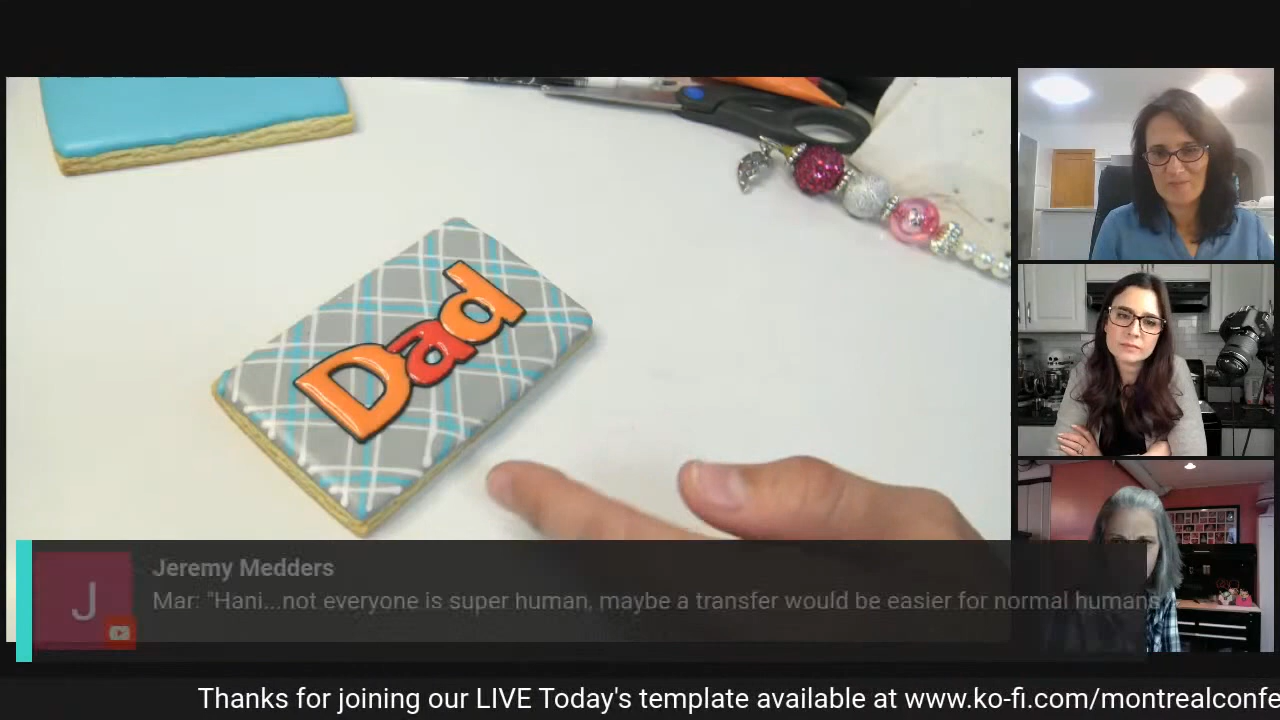 Dad
J
Jeremy Medders
Mar: "Hani...not everyone is super human, maybe a transfer would be easier for normal humans
Thanks for joining our LIVE Today's template available at www.ko-fi.com/montrealconfe